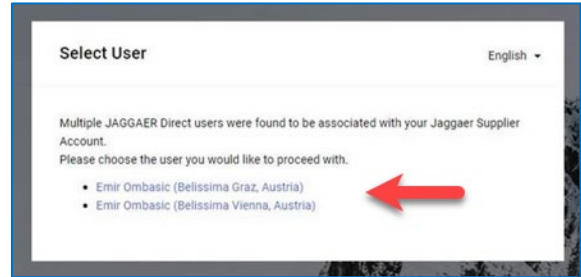 Select User
English
Multiple JAGGAER Direct users were found to be associated with your Jaggaer Supplier
Account.
Please choose the user you would like to proceed with.
• Emir Ombasic (Belissima Graz, Austria)
• Emir Ombasic (Belissima Vienna, Austria)